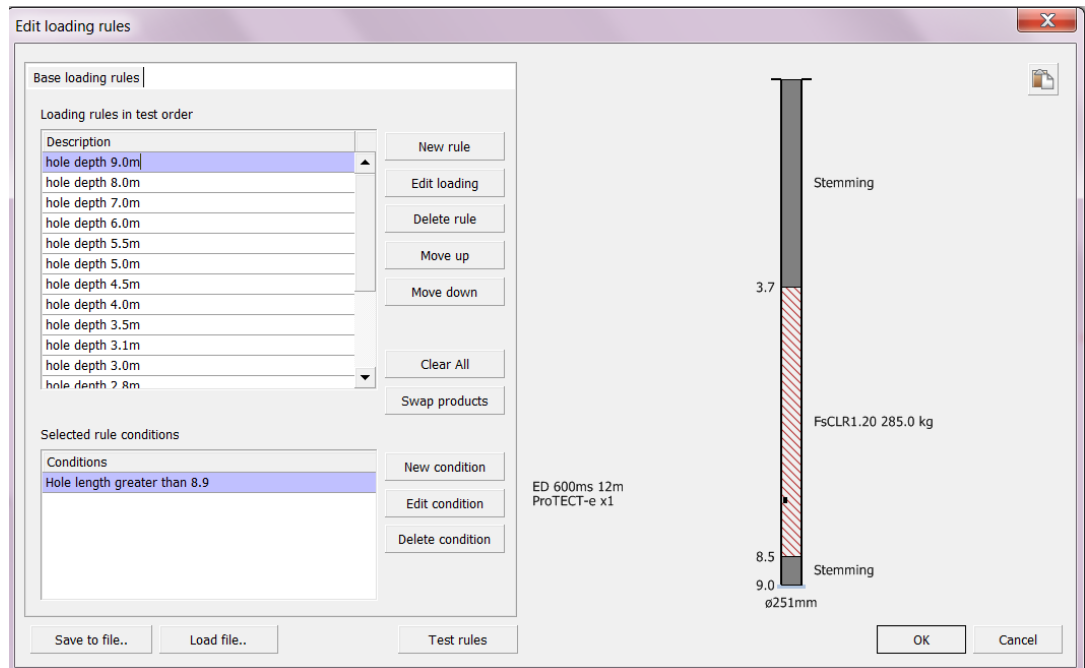 Edit loading rules
Base loading rules
Loading rules in test order
Description
hole depth 9.0m
hole depth 8.0m
hole depth 7.0m
hole depth 6.0m
hole depth 5.5m
hole depth 5.0m
hole depth 4.5m
hole depth 4.0m
hole depth 3.5m
hole depth 3.1m
hole depth 3.0m
hole depth 2.8m
New rule
Edit loading
Delete rule
Move up
Move down
Clear All
Swap products
Selected rule conditions
Conditions
Hole length greater than 8.9
New condition
Edit condition
Delete condition
Save to file..
Load file..
Test rules
Stemming
3.7
FsCLR1.20 285.0 kg
ED 600ms 12m
ProTECT-e x1
8.5
Stemming
9.0
ø251mm
OK
Cancel